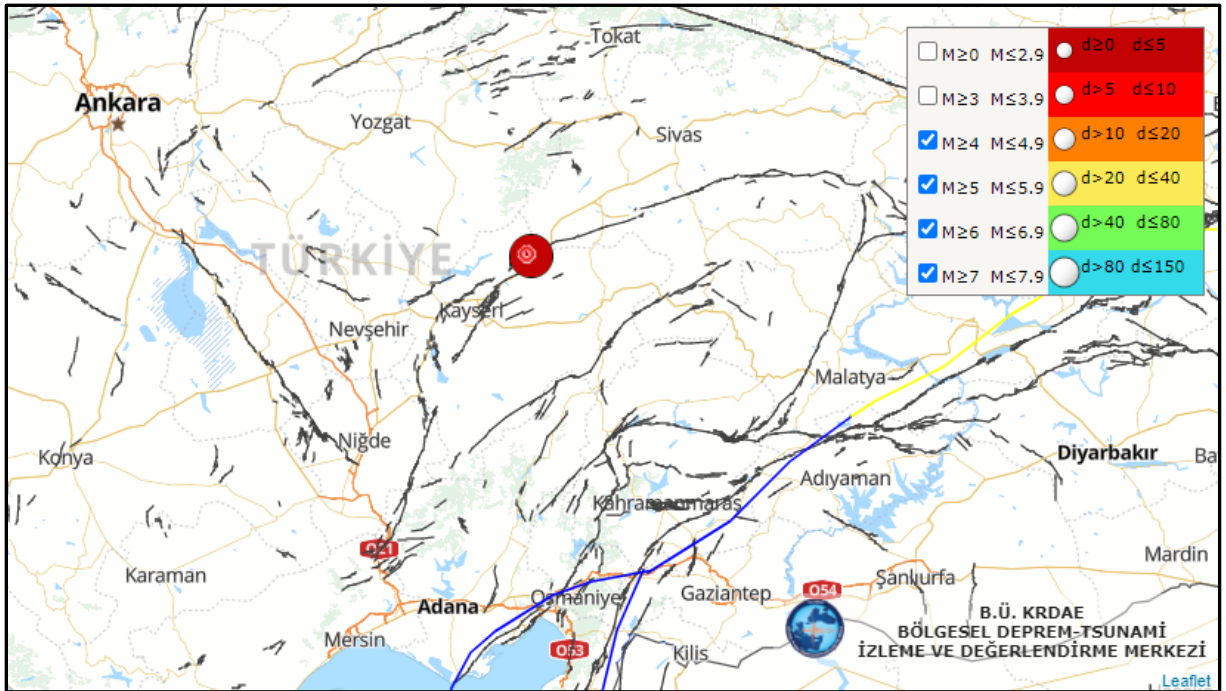 Tokat
Ankara
Yozgat
Sivas
TÜRKİYE
Kayseri
Nevşehir
Malatya
Niğde
Konya
Diyarbakır
Ba
Adıyaman
Kahramanmaraş
O21
Mardin
Karaman
Şanlıurfa
Adana
Osmaniye
Gaziantep
O54
Mersin
O53
Kilis
M≥0 M≤2.9 d≥0 d≤5
M≥3 M≤3.9 d>5 d≤10
M≥4 M≤4.9 d>10 d≤20
M≥5 M≤5.9 d>20 d≤40
M≥6 M≤6.9 d>40 d≤80
M≥7 M≤7.9 d>80 d≤150
B.Ü. KRDAE
BÖLGESEL DEPREM-TSUNAMİ
İZLEME VE DEĞERLENDİRME MERKEZİ
Leaflet